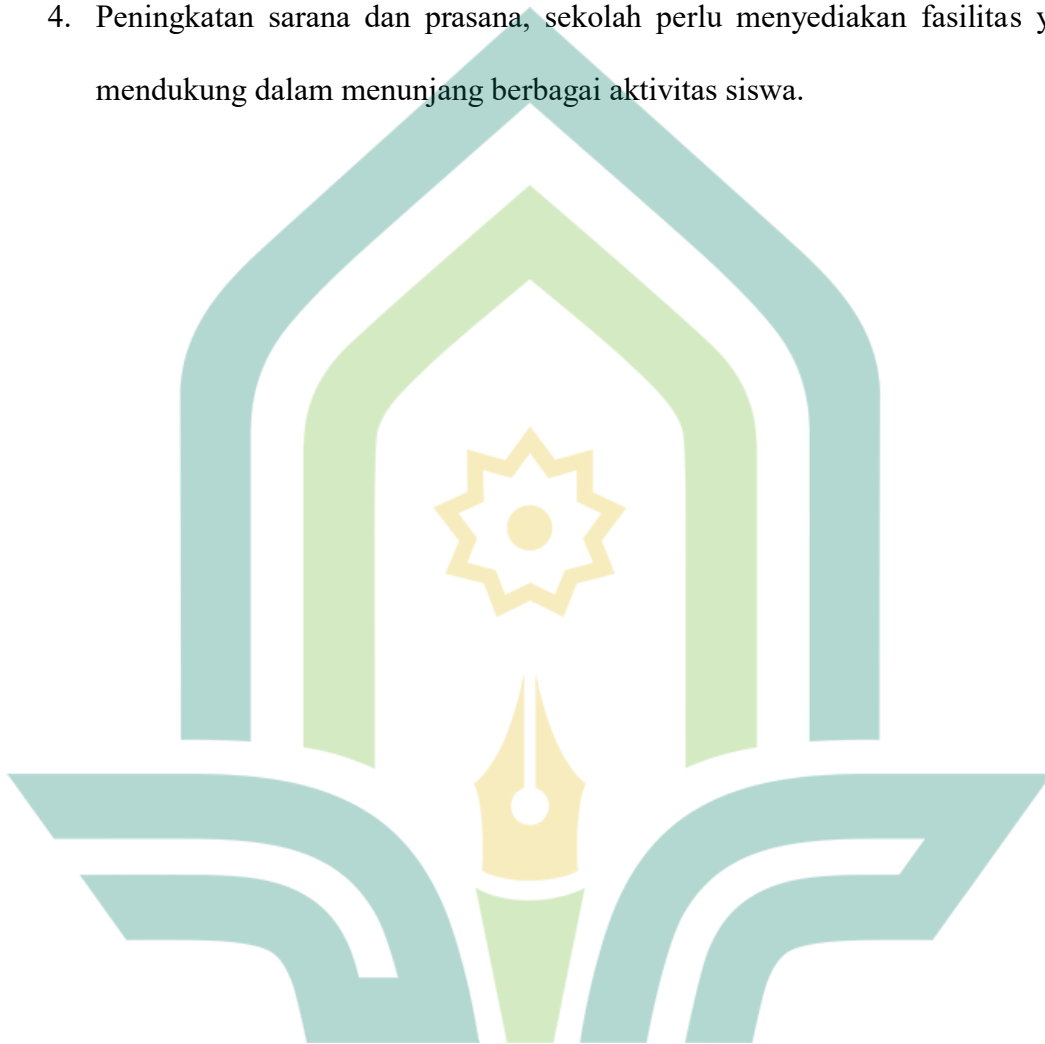 4. Peningkatan sarana dan prasana, sekolah perlu menyediakan fasilitas
mendukung dalam menunjang berbagai aktivitas siswa.